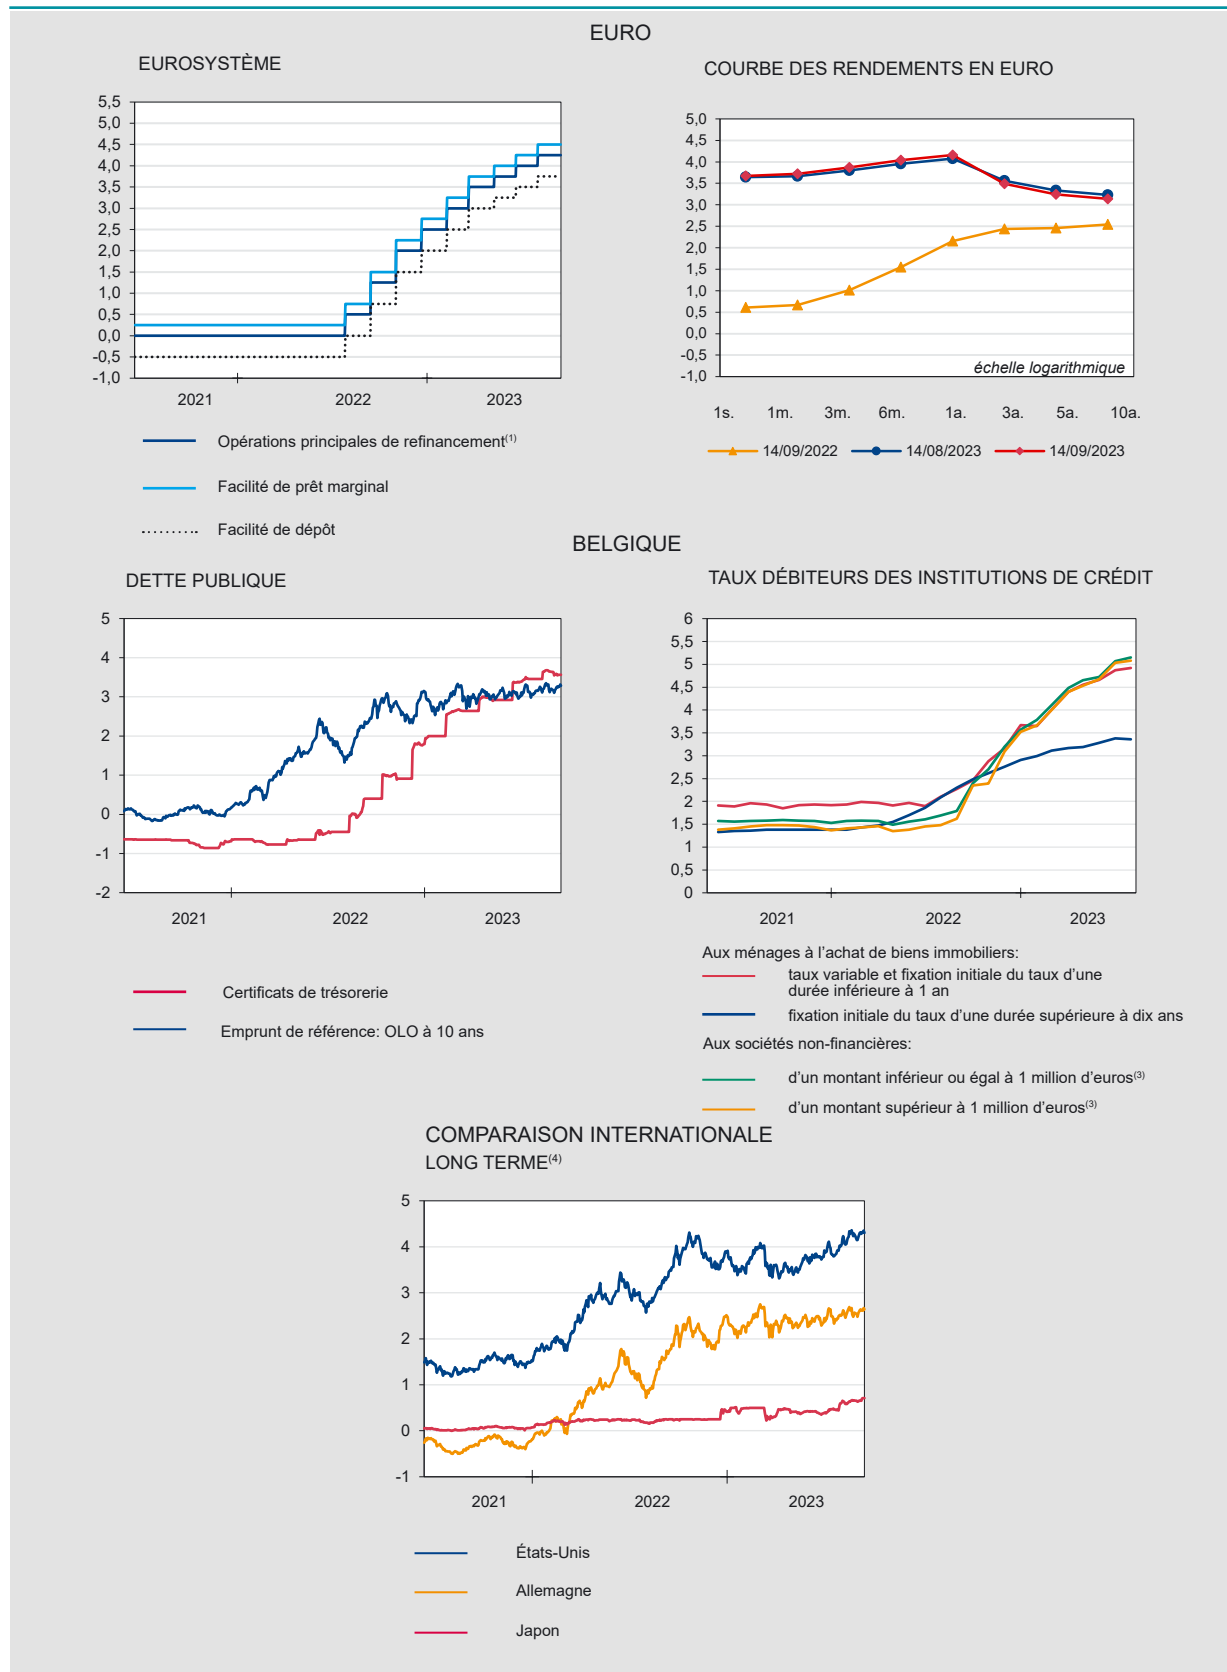 EURO
EUROSYSTÈME
5,5
5,0
4,5
4,0
3,5
3,0
2,5
2,0
1,5
1,0
0,5
0,0
-0,5
-1,0
2021 2022 2023
Opérations principales de refinancement(1)
Facilité de prêt marginal
Facilité de dépôt
COURBE DES RENDEMENTS EN EURO
5,0
4,5
4,0
3,5
3,0
2,5
2,0
1,5
1,0
0,5
0,0
-0,5
-1,0
échelle logarithmique
1s. 1m. 3m. 6m. 1a. 3a. 5a. 10a.
14/09/2022 14/08/2023 14/09/2023
BELGIQUE
DETTE PUBLIQUE
5
4
3
2
1
0
-1
-2
2021 2022 2023
Certificats de trésorerie
Emprunt de référence: OLO à 10 ans
TAUX DÉBITEURS DES INSTITUTIONS DE CRÉDIT
6
5,5
5
4,5
4
3,5
3
2,5
2
1,5
1
0,5
0
2021 2022 2023
Aux ménages à l’achat de biens immobiliers:
taux variable et fixation initiale du taux d’une
durée inférieure à 1 an
fixation initiale du taux d’une durée supérieure à dix ans
Aux sociétés non-financières:
d’un montant inférieur ou égal à 1 million d’euros(3)
d’un montant supérieur à 1 million d’euros(3)
COMPARAISON INTERNATIONALE
LONG TERME(4)
5
4
3
2
1
0
-1
2021 2022 2023
États-Unis
Allemagne
Japon